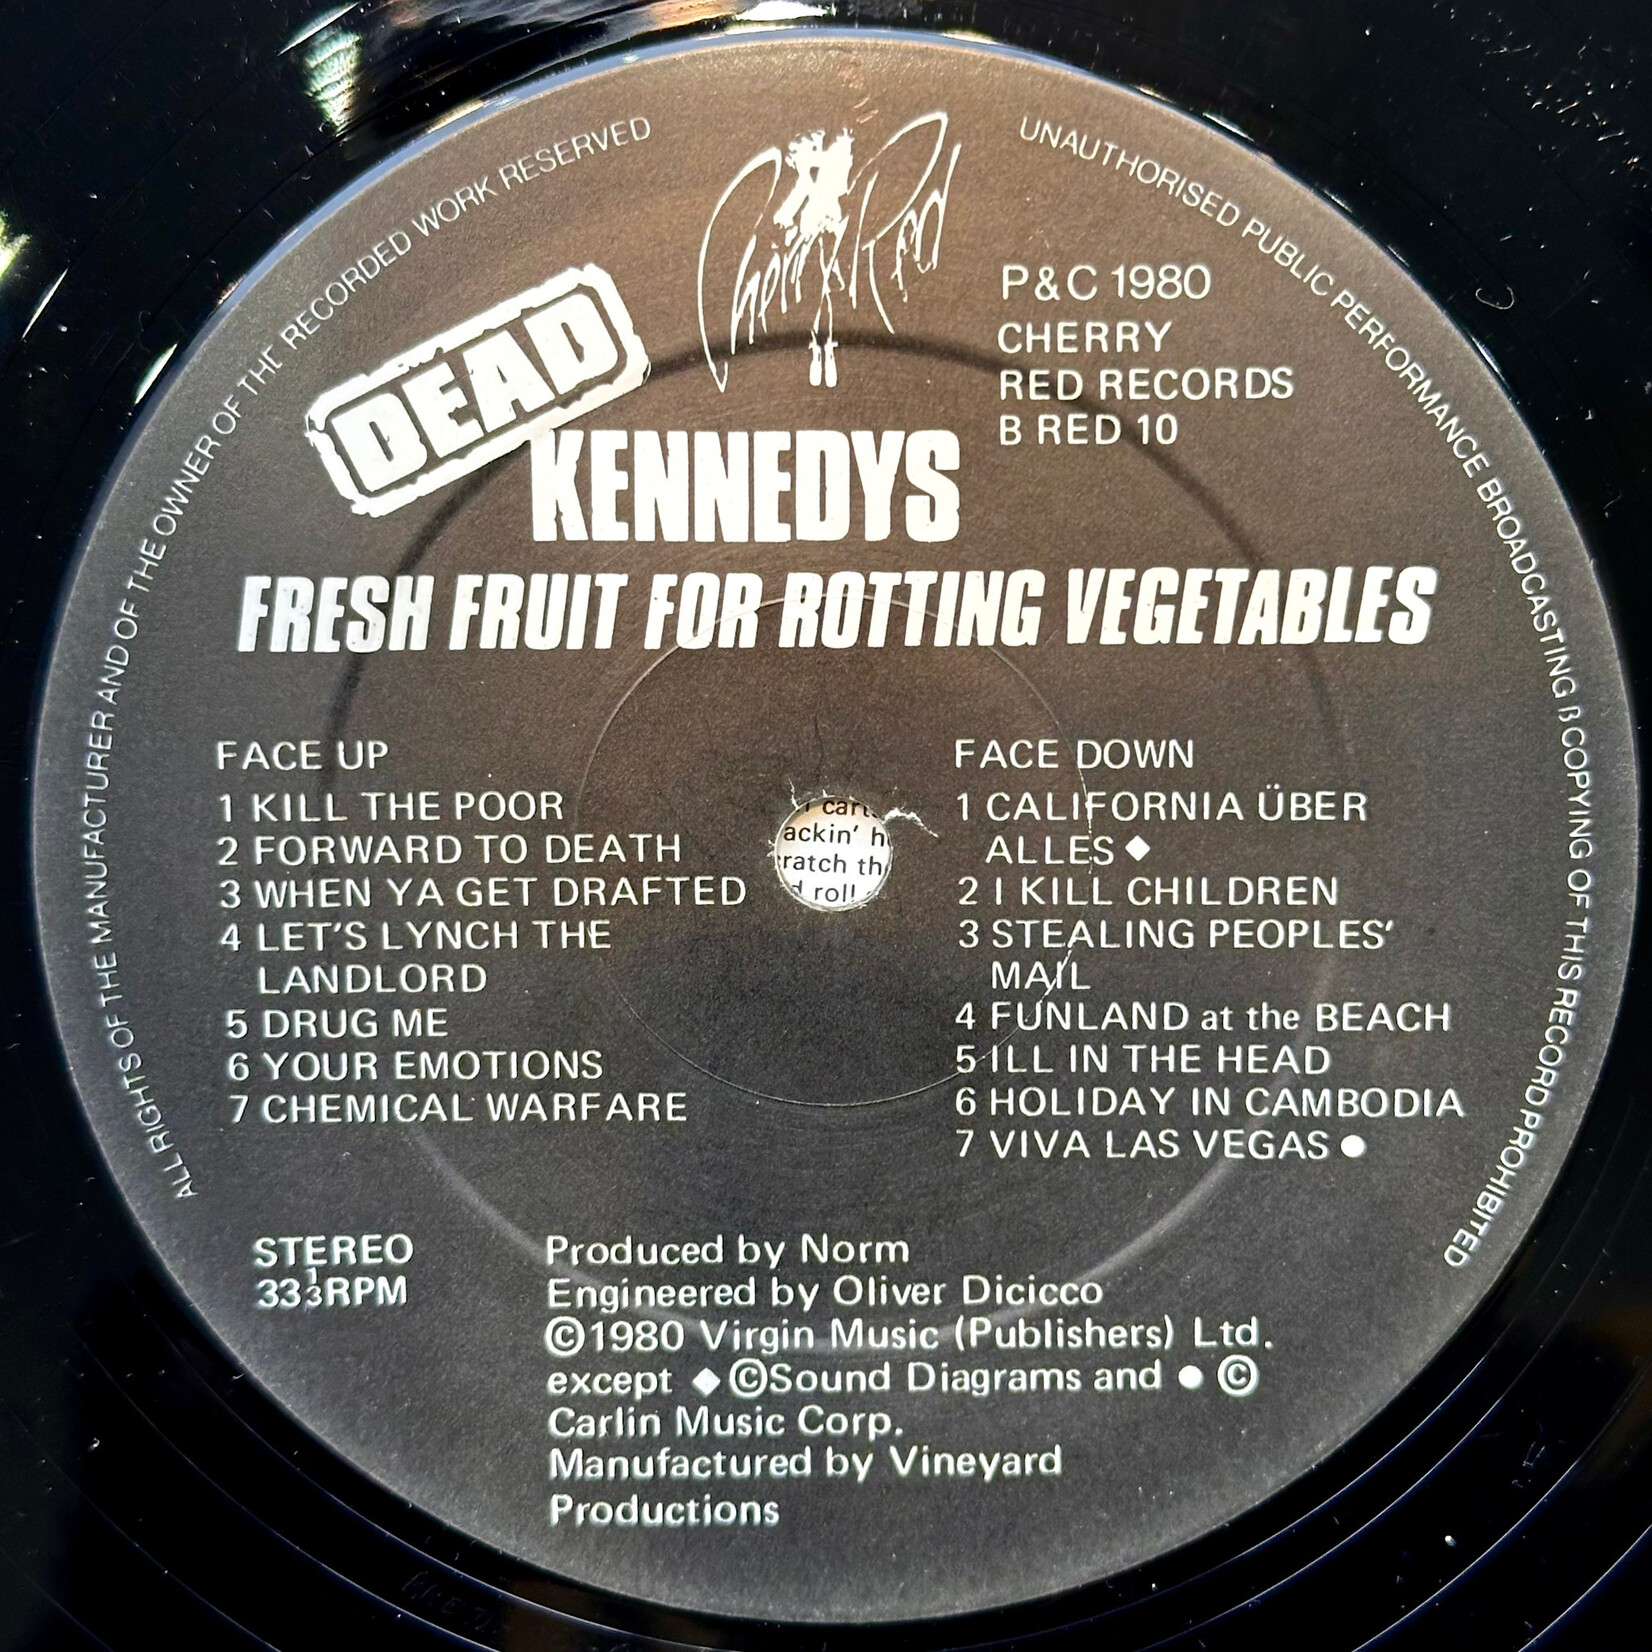 ALL RIGHTS OF THE MANUFACTURER AND OF THE OWNER OF THE RECORDED WORK RESERVED
UNAUTHORISED PUBLIC PERFORMANCE BROADCASTING & COPYING OF THIS RECORD PROHIBITED
Cherry Red
P&C 1980
CHERRY
RED RECORDS
B RED 10
DEAD
KENNEDYS
FRESH FRUIT FOR ROTTING VEGETABLES
FACE UP
1 KILL THE POOR
2 FORWARD TO DEATH
3 WHEN YA GET DRAFTED
4 LET'S LYNCH THE
LANDLORD
5 DRUG ME
6 YOUR EMOTIONS
7 CHEMICAL WARFARE
cart
ackin' h
ratch th
d roll
FACE DOWN
1 CALIFORNIA ÜBER
ALLES ◆
2 I KILL CHILDREN
3 STEALING PEOPLES'
MAIL
4 FUNLAND at the BEACH
5 ILL IN THE HEAD
6 HOLIDAY IN CAMBODIA
7 VIVA LAS VEGAS ●
STEREO
33⅓RPM
Produced by Norm
Engineered by Oliver Dicicco
©1980 Virgin Music (Publishers) Ltd.
except ◆ ©Sound Diagrams and ● ©
Carlin Music Corp.
Manufactured by Vineyard
Productions